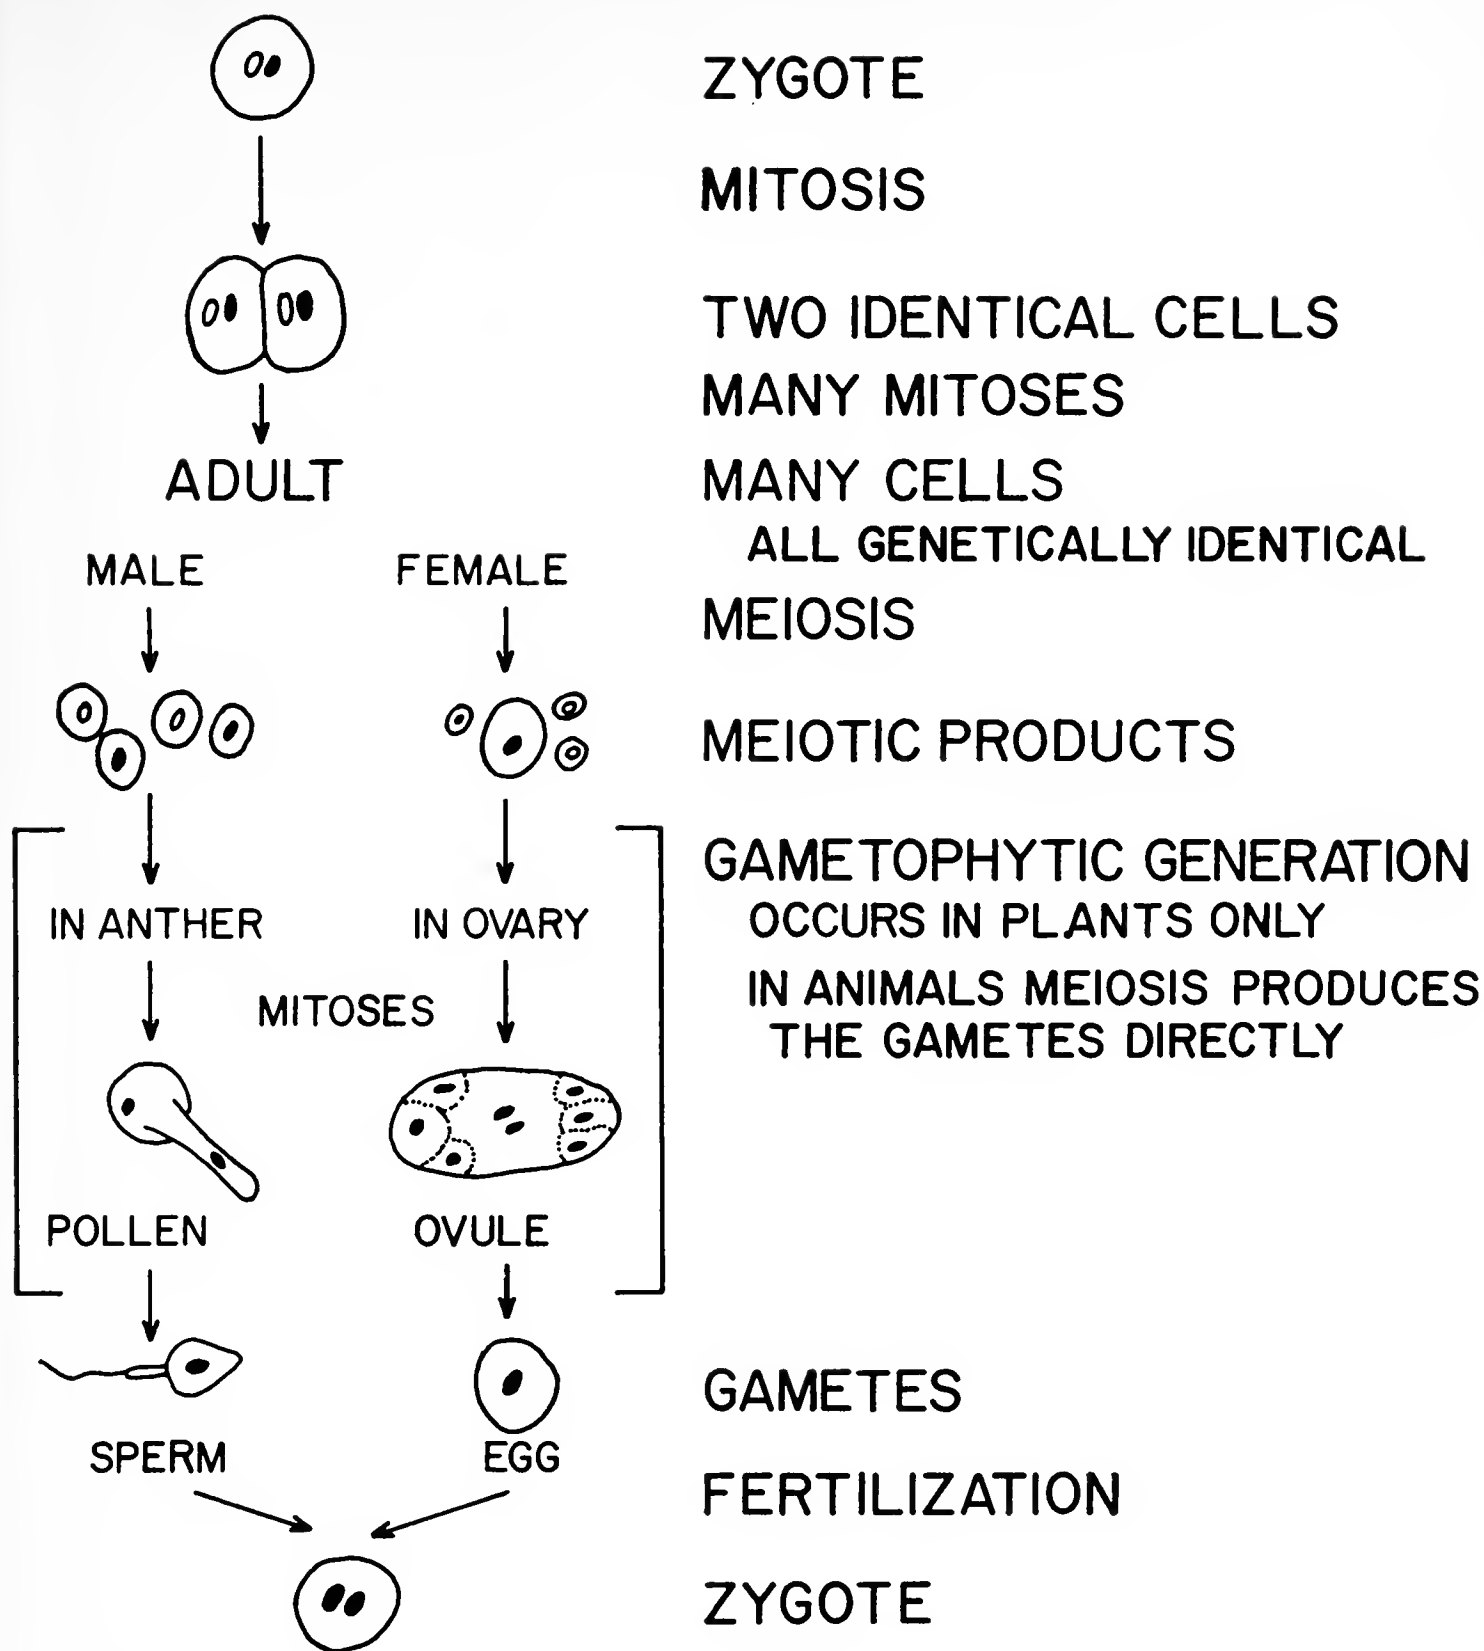 ZYGOTE
MITOSIS
TWO IDENTICAL CELLS
MANY MITOSES
ADULT
MANY CELLS
ALL GENETICALLY IDENTICAL
MALE
FEMALE
MEIOSIS
MEIOTIC PRODUCTS
GAMETOPHYTIC GENERATION
IN ANTHER
IN OVARY
OCCURS IN PLANTS ONLY
MITOSES
IN ANIMALS MEIOSIS PRODUCES
THE GAMETES DIRECTLY
POLLEN
OVULE
GAMETES
SPERM
EGG
FERTILIZATION
ZYGOTE